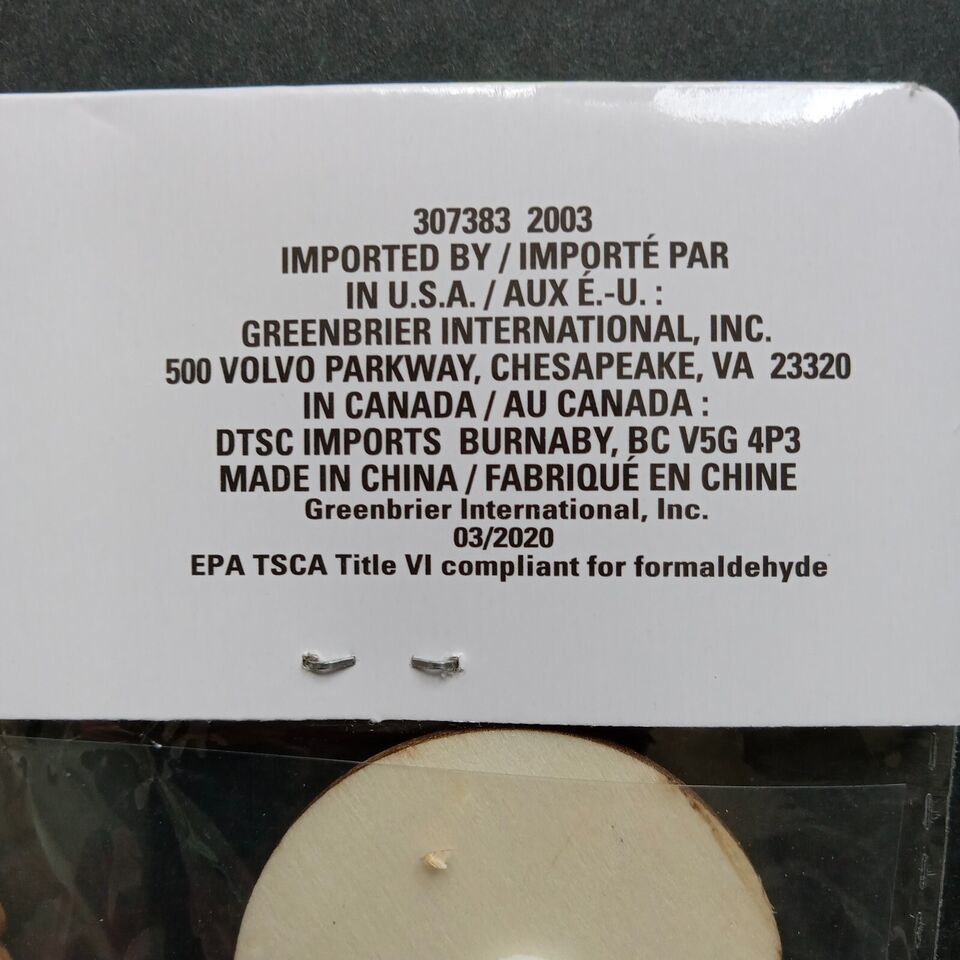 307383 2003
IMPORTED BY / IMPORTÉ PAR
IN U.S.A. / AUX É.-U. :
GREENBRIER INTERNATIONAL, INC.
500 VOLVO PARKWAY, CHESAPEAKE, VA 23320
IN CANADA / AU CANADA :
DTSC IMPORTS BURNABY, BC V5G 4P3
MADE IN CHINA / FABRIQUÉ EN CHINE
Greenbrier International, Inc.
03/2020
EPA TSCA Title VI compliant for formaldehyde